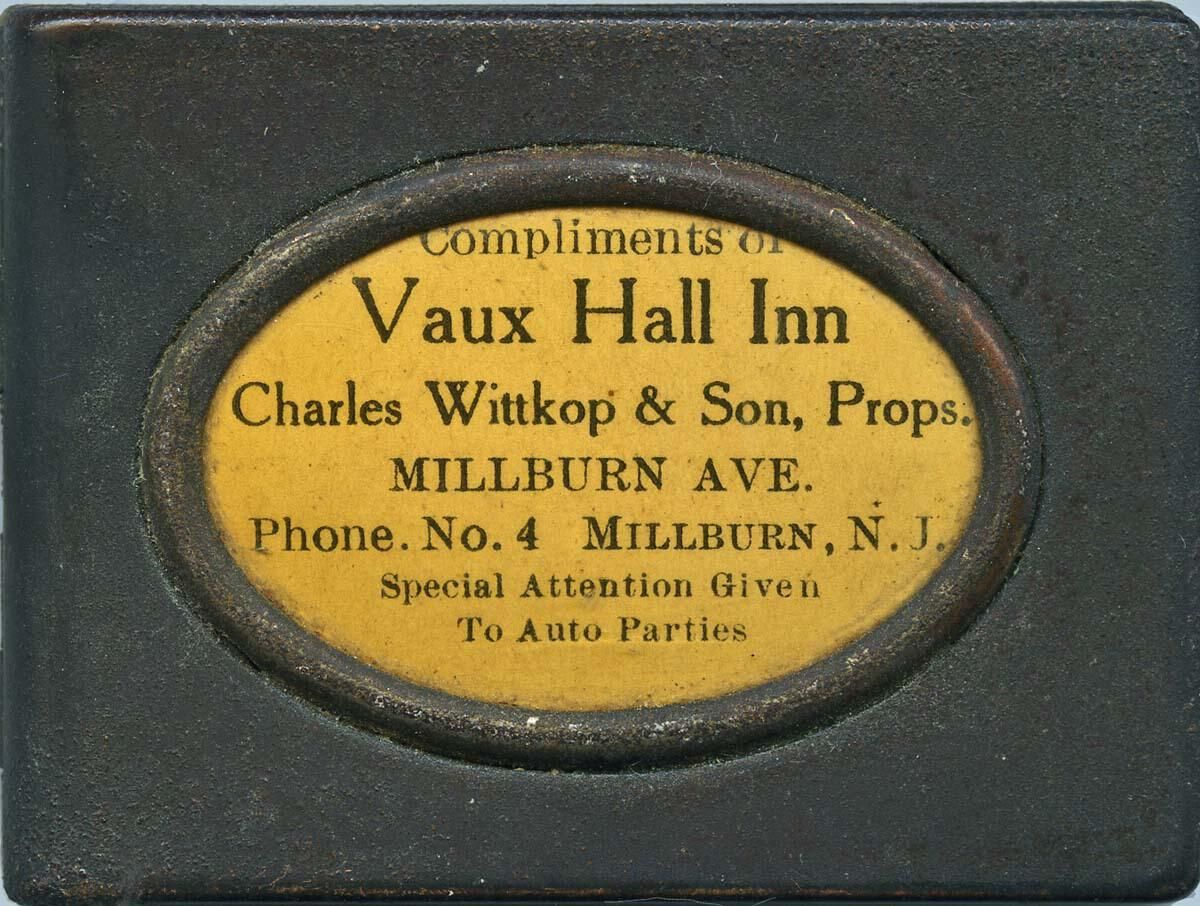 Compliments of
Vaux Hall Inn
Charles Wittkop & Son, Props.
MILLBURN AVE.
Phone. No. 4 MILLBURN, N. J.
Special Attention Given
To Auto Parties